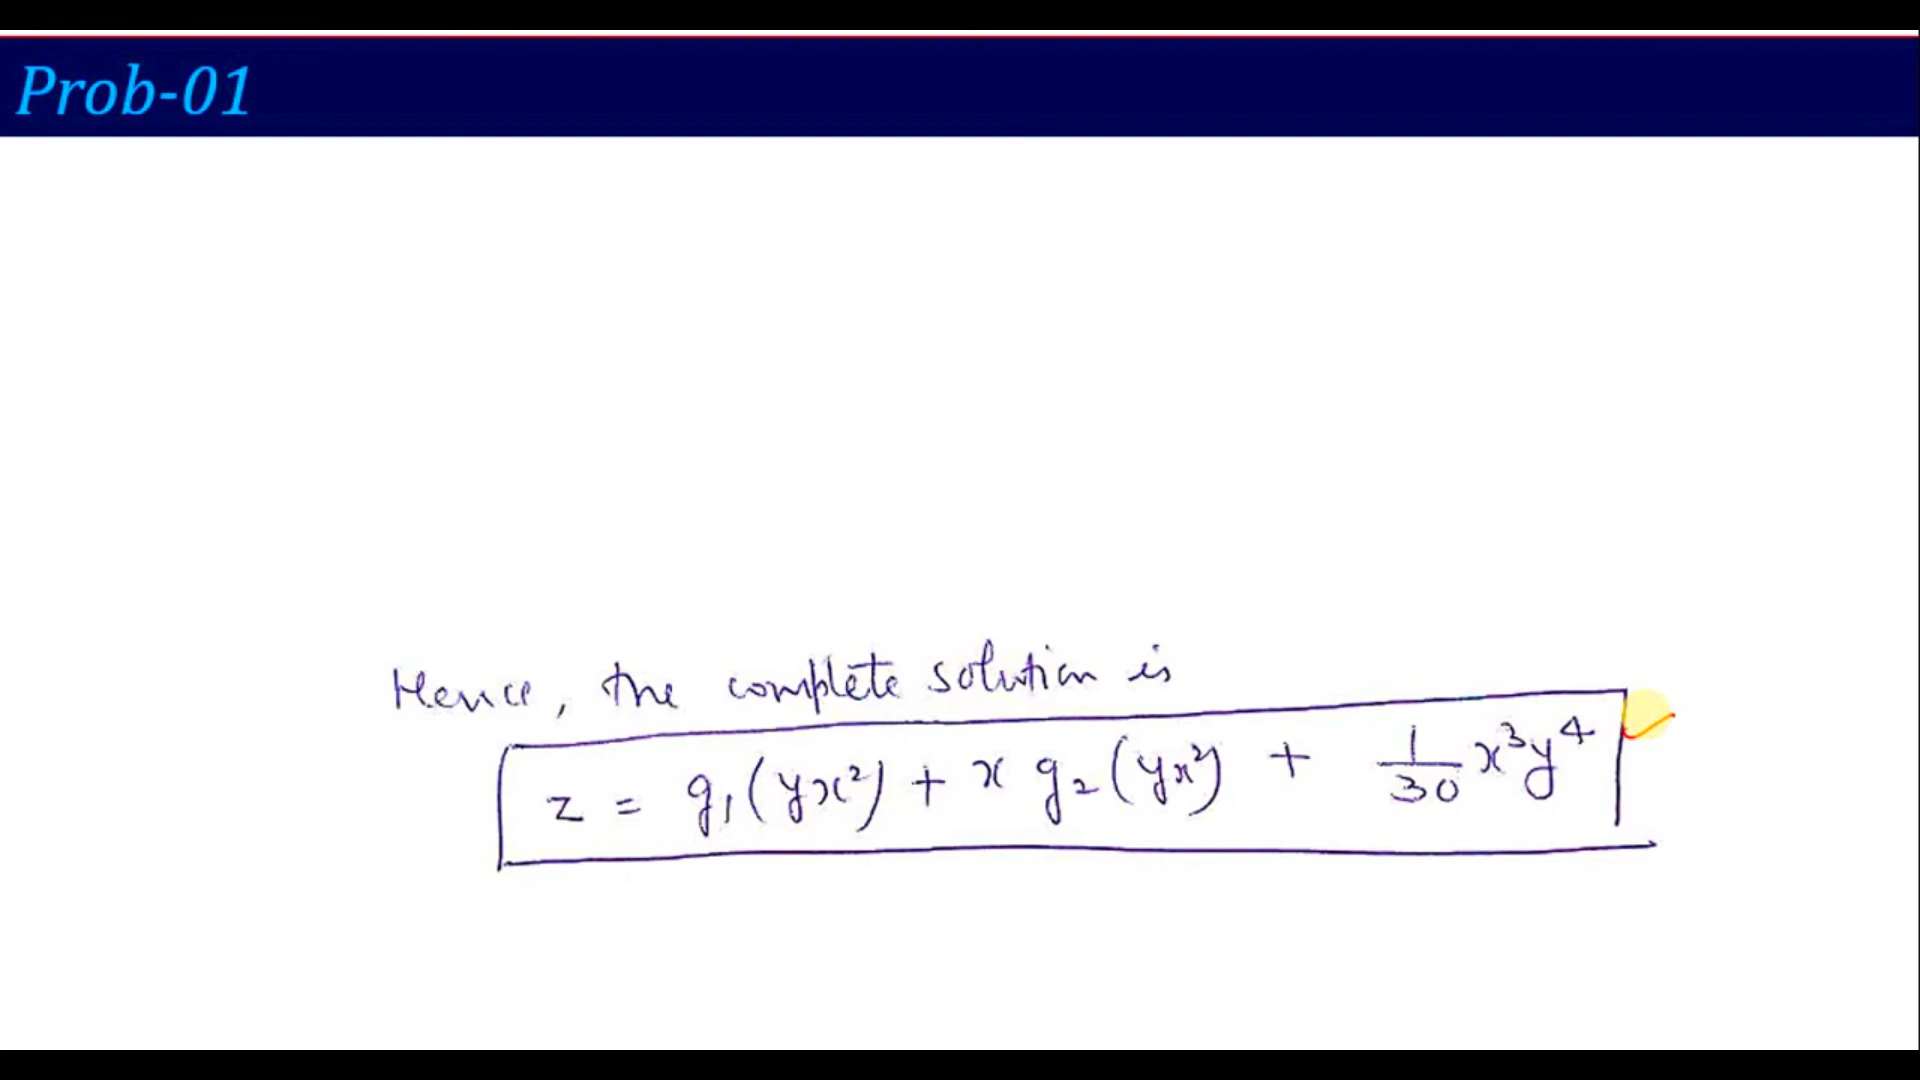 Prob-01
Hence, the complete solution is
z = g₁(yx²) + x g₂(yx²) + 1/30 x³y⁴